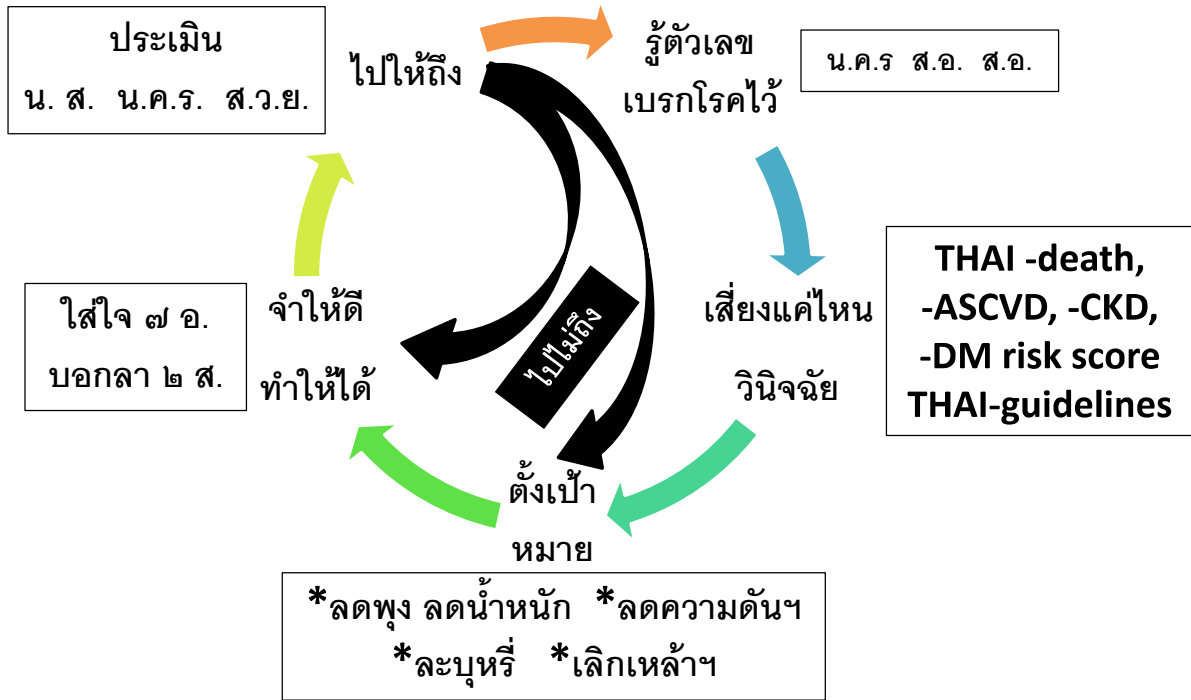 ประเมิน
น. ส.  น.ค.ร.  ส.ว.ย.
ไปให้ถึง
รู้ตัวเลข
เบรกโรคไว้
น.ค.ร  ส.อ.  ส.อ.
เสี่ยงแค่ไหน
วินิจฉัย
THAI -death,
-ASCVD, -CKD,
-DM risk score
THAI-guidelines
ตั้งเป้า
หมาย
*ลดพุง ลดน้ำหนัก  *ลดความดันฯ
*ละบุหรี่  *เลิกเหล้าฯ
จำให้ดี
ทำให้ได้
ใส่ใจ ๗ อ.
บอกลา ๒ ส.
ไปไม่ถึง